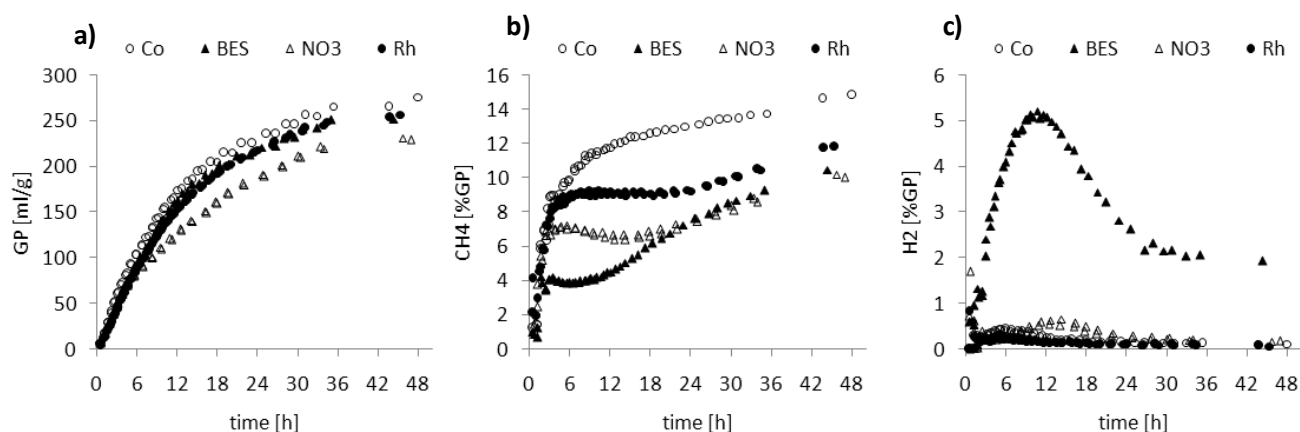 a)
○ Co ▲ BES △ NO3 ● Rh
300
250
200
150
100
50
0
GP [ml/g]
0 6 12 18 24 30 36 42 48
time [h]
b)
○ Co ▲ BES △ NO3 ● Rh
16
14
12
10
8
6
4
2
0
CH4 [%GP]
0 6 12 18 24 30 36 42 48
time [h]
c)
○ Co ▲ BES △ NO3 ● Rh
6
5
4
3
2
1
0
H2 [%GP]
0 6 12 18 24 30 36 42 48
time [h]